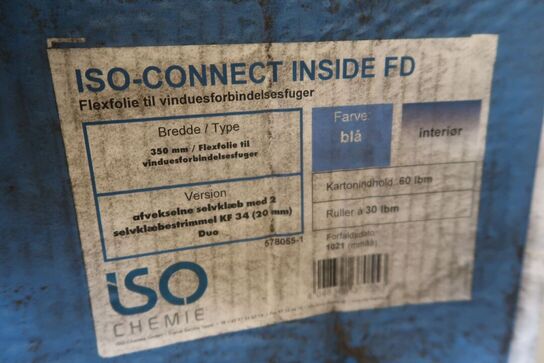 ISO-CONNECT INSIDE FD
Flexfolie til vinduesforbindelsesfuger
Bredde / Type
350 mm / Flexfolie til
vinduesforbindelsesfuger
Version
afvekselne selvklæb med 2
selvklæbestrimmel KF 34 (20 mm)
Duo
578055-1
Farve:
blå
interiør
Kartonindhold: 60 lbm
Ruller à 30 lbm
Forfaldsdato:
1021 (mmåå)
ISO
CHEMIE